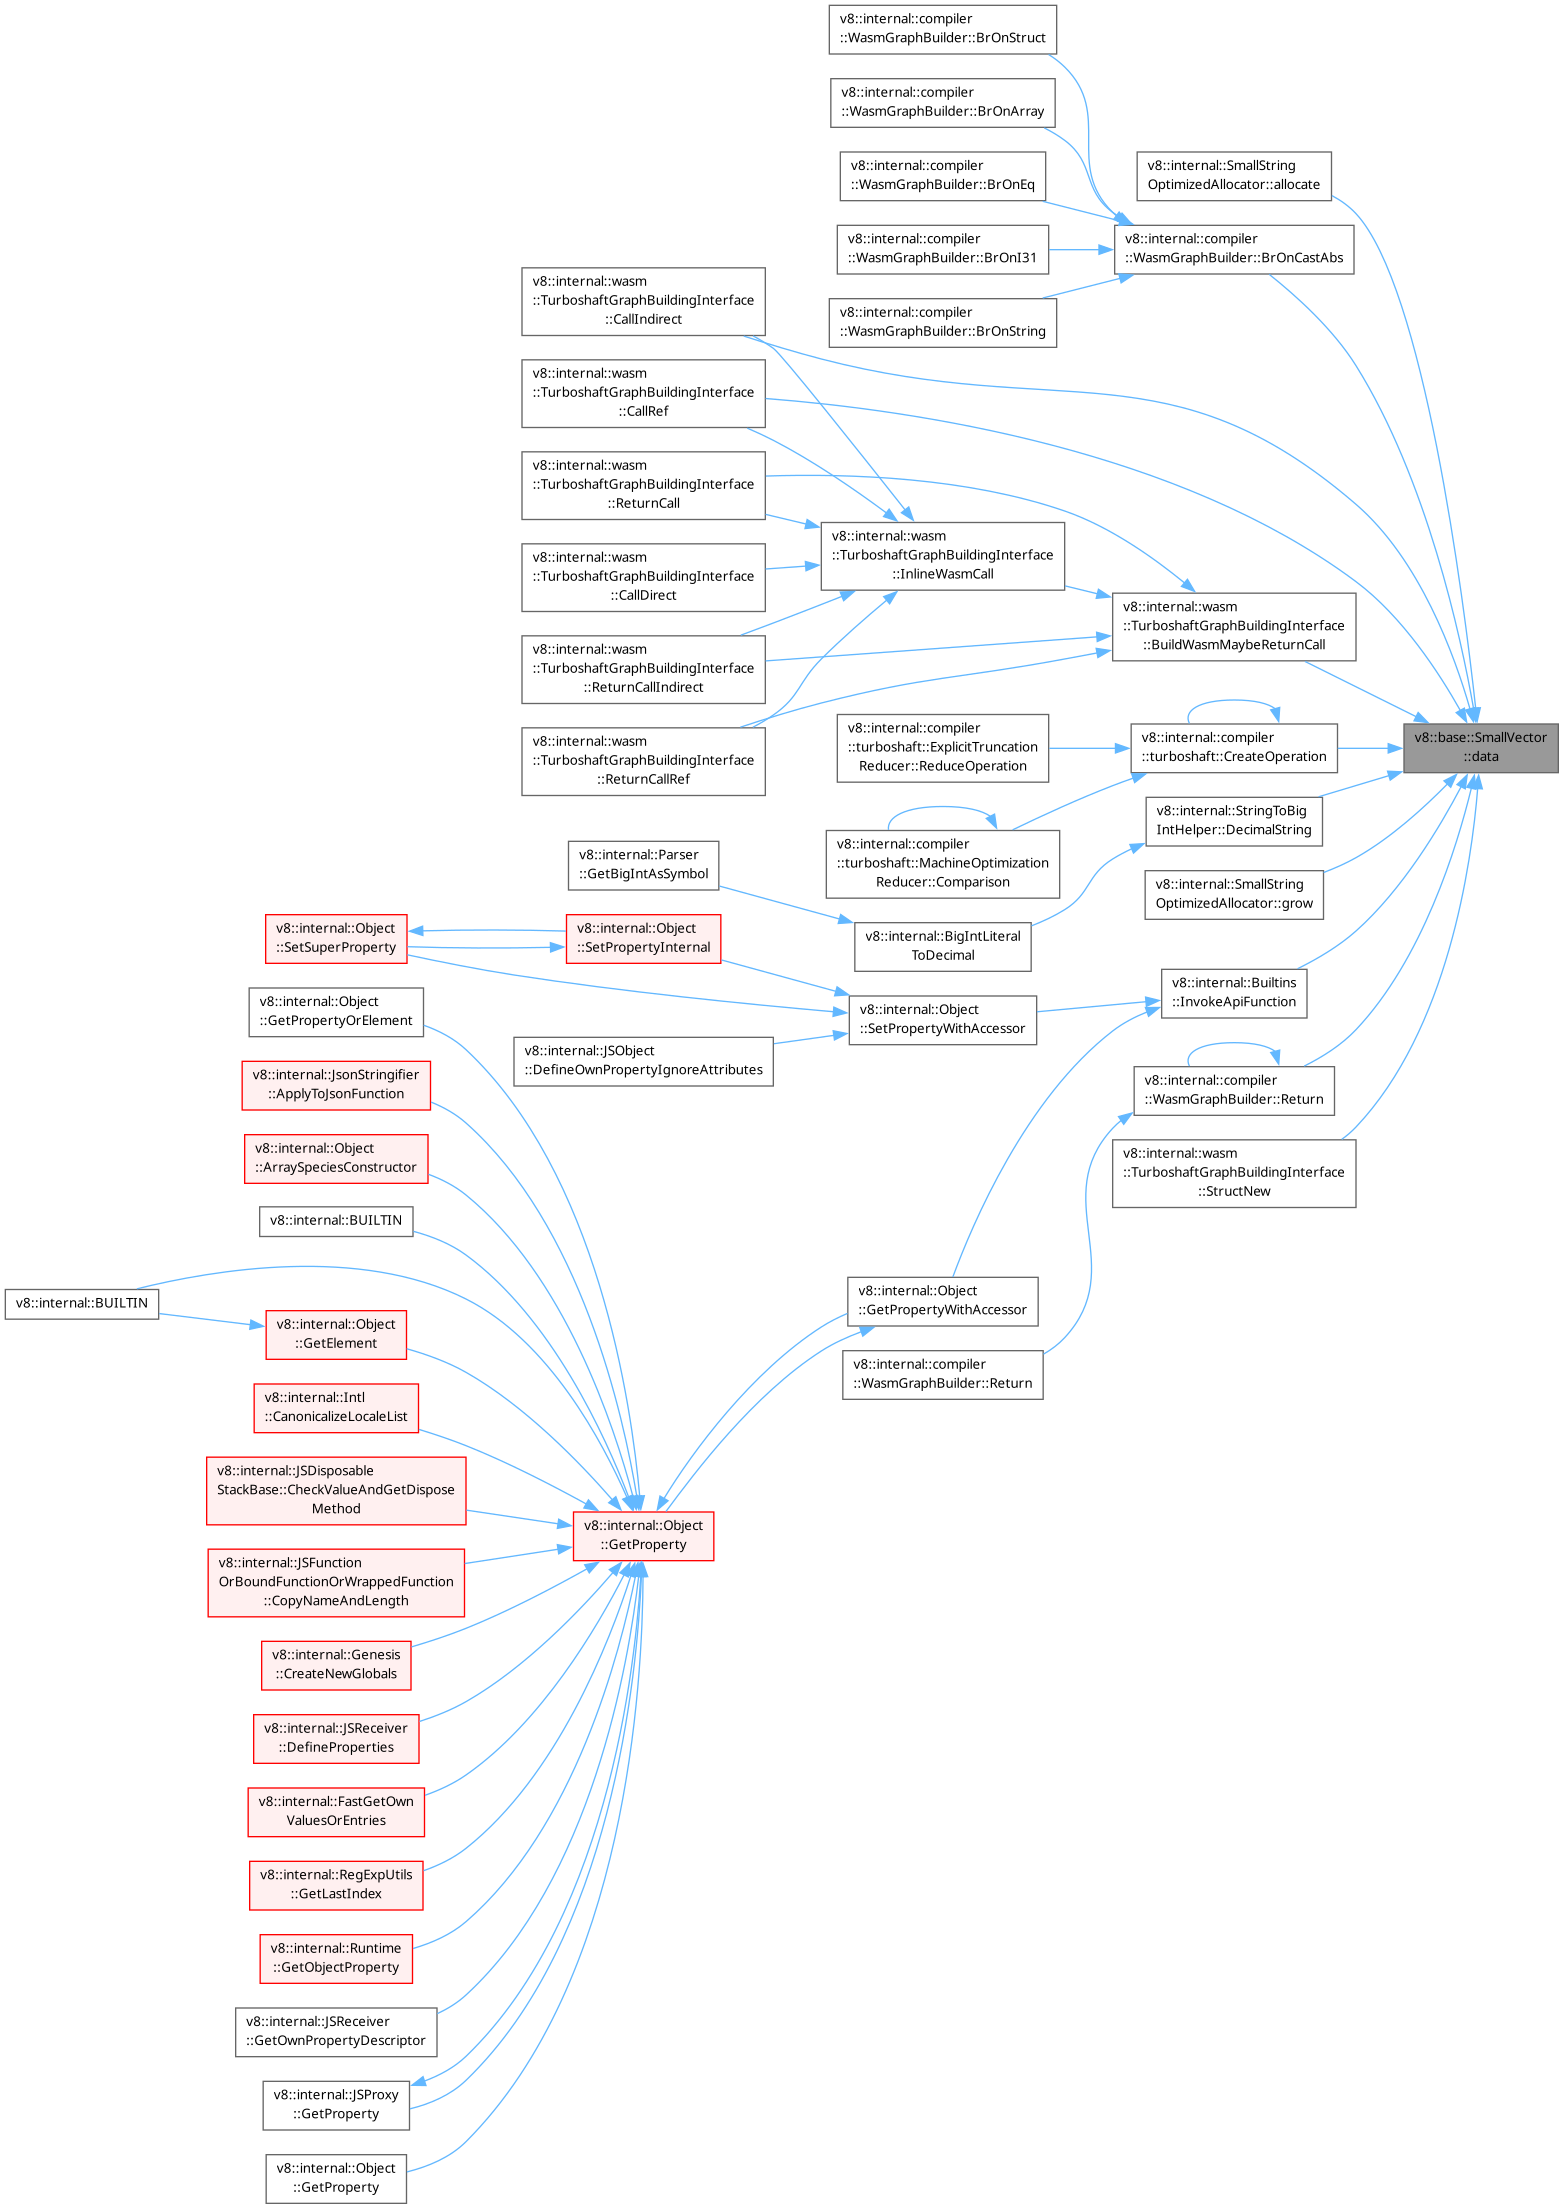 v8::internal::compiler
::WasmGraphBuilder::BrOnStruct
v8::internal::compiler
::WasmGraphBuilder::BrOnArray
v8::internal::compiler
::WasmGraphBuilder::BrOnEq
v8::internal::SmallString
OptimizedAllocator::allocate
v8::internal::compiler
::WasmGraphBuilder::BrOnI31
v8::internal::compiler
::WasmGraphBuilder::BrOnCastAbs
v8::internal::compiler
::WasmGraphBuilder::BrOnString
v8::internal::wasm
::TurboshaftGraphBuildingInterface
::CallIndirect
v8::internal::wasm
::TurboshaftGraphBuildingInterface
::CallRef
v8::internal::wasm
::TurboshaftGraphBuildingInterface
::ReturnCall
v8::internal::wasm
::TurboshaftGraphBuildingInterface
::InlineWasmCall
v8::internal::wasm
::TurboshaftGraphBuildingInterface
::CallDirect
v8::internal::wasm
::TurboshaftGraphBuildingInterface
::BuildWasmMaybeReturnCall
v8::internal::wasm
::TurboshaftGraphBuildingInterface
::ReturnCallIndirect
v8::internal::wasm
::TurboshaftGraphBuildingInterface
::ReturnCallRef
v8::internal::compiler
::turboshaft::ExplicitTruncation
Reducer::ReduceOperation
v8::internal::compiler
::turboshaft::CreateOperation
v8::base::SmallVector
::data
v8::internal::StringToBig
IntHelper::DecimalString
v8::internal::compiler
::turboshaft::MachineOptimization
Reducer::Comparison
v8::internal::Parser
::GetBigIntAsSymbol
v8::internal::SmallString
OptimizedAllocator::grow
v8::internal::Object
::SetSuperProperty
v8::internal::Object
::SetPropertyInternal
v8::internal::BigIntLiteral
ToDecimal
v8::internal::Builtins
::InvokeApiFunction
v8::internal::Object
::GetPropertyOrElement
v8::internal::Object
::SetPropertyWithAccessor
v8::internal::JSObject
::DefineOwnPropertyIgnoreAttributes
v8::internal::JsonStringifier
::ApplyToJsonFunction
v8::internal::compiler
::WasmGraphBuilder::Return
v8::internal::Object
::ArraySpeciesConstructor
v8::internal::wasm
::TurboshaftGraphBuildingInterface
::StructNew
v8::internal::BUILTIN
v8::internal::BUILTIN
v8::internal::Object
::GetPropertyWithAccessor
v8::internal::Object
::GetElement
v8::internal::compiler
::WasmGraphBuilder::Return
v8::internal::Intl
::CanonicalizeLocaleList
v8::internal::JSDisposable
StackBase::CheckValueAndGetDispose
Method
v8::internal::Object
::GetProperty
v8::internal::JSFunction
OrBoundFunctionOrWrappedFunction
::CopyNameAndLength
v8::internal::Genesis
::CreateNewGlobals
v8::internal::JSReceiver
::DefineProperties
v8::internal::FastGetOwn
ValuesOrEntries
v8::internal::RegExpUtils
::GetLastIndex
v8::internal::Runtime
::GetObjectProperty
v8::internal::JSReceiver
::GetOwnPropertyDescriptor
v8::internal::JSProxy
::GetProperty
v8::internal::Object
::GetProperty